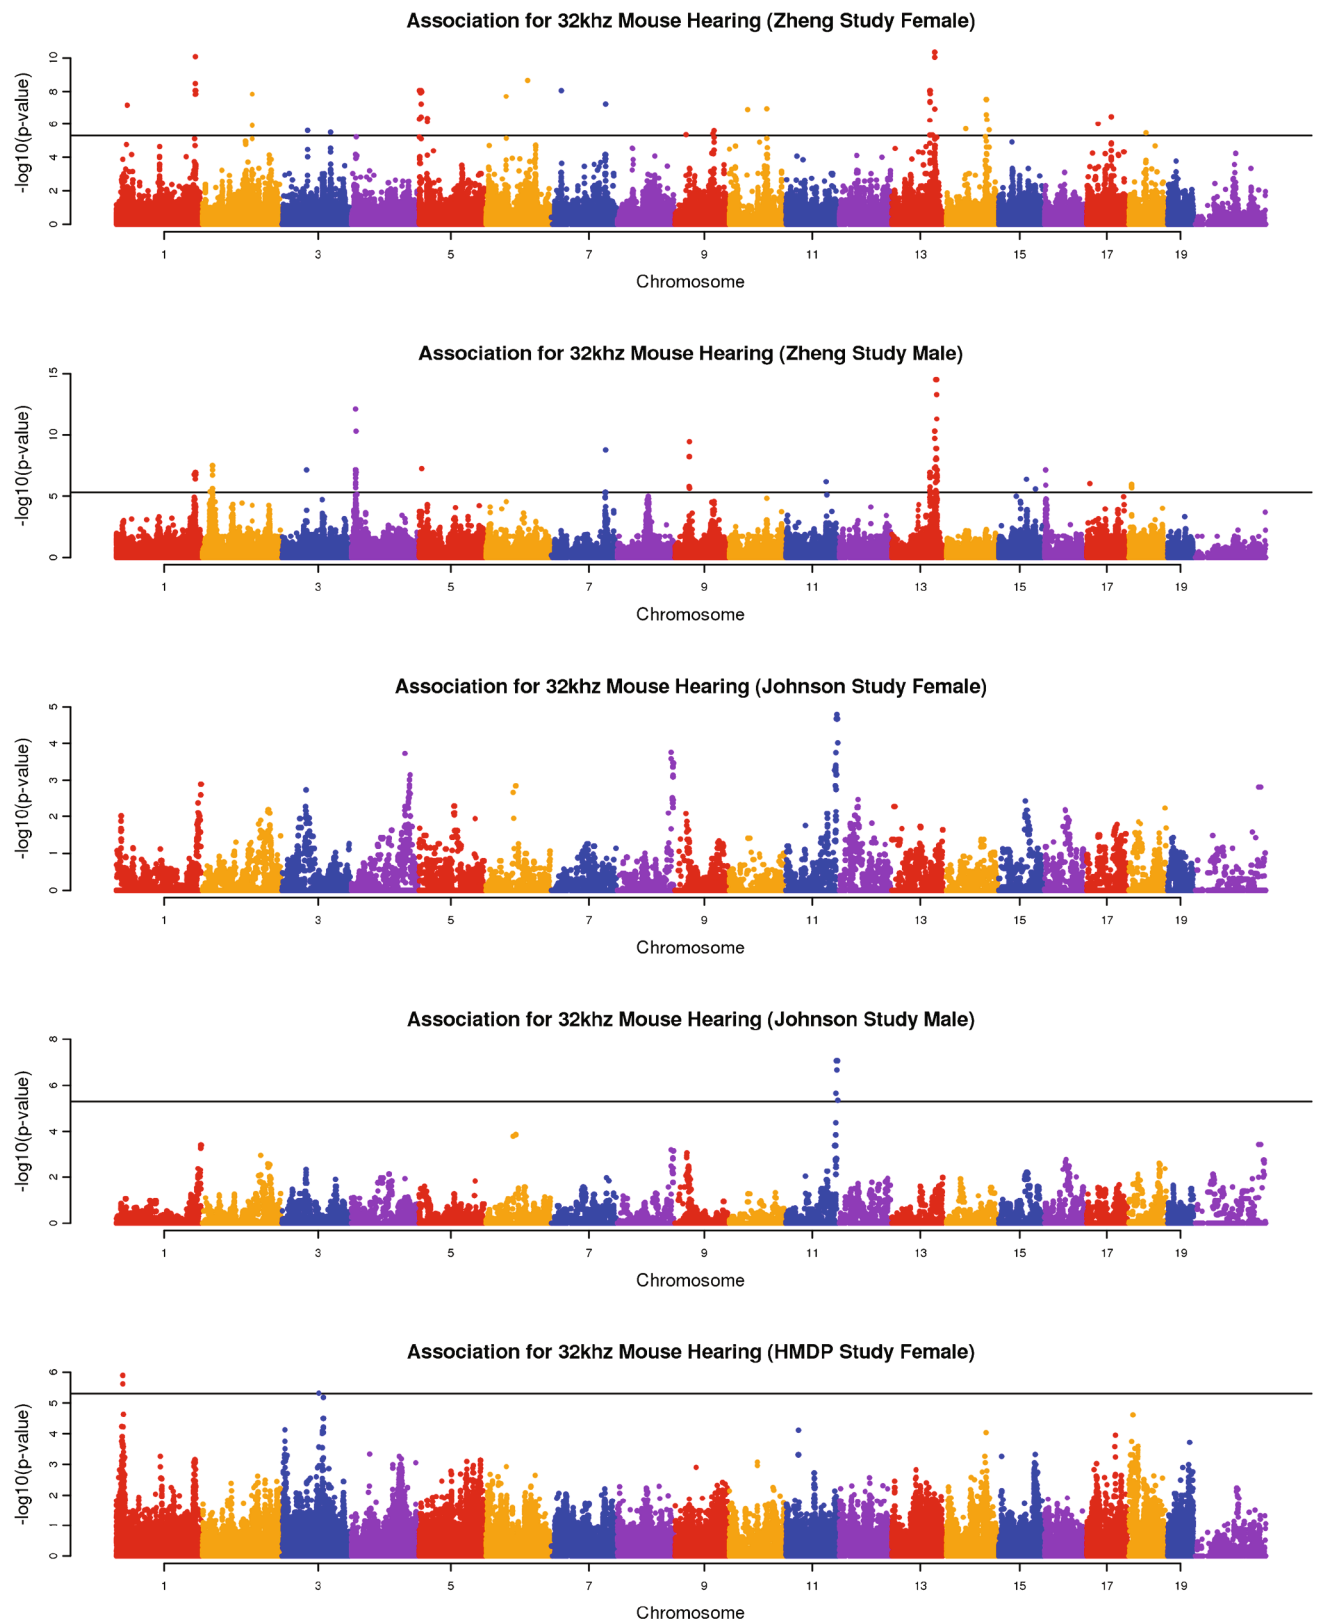 Association for 32khz Mouse Hearing (Zheng Study Female)
-log10(p-value)
0 2 4 6 8 10
1 3 5 7 9 11 13 15 17 19
Chromosome
Association for 32khz Mouse Hearing (Zheng Study Male)
-log10(p-value)
0 5 10 15
1 3 5 7 9 11 13 15 17 19
Chromosome
Association for 32khz Mouse Hearing (Johnson Study Female)
-log10(p-value)
0 1 2 3 4 5
1 3 5 7 9 11 13 15 17 19
Chromosome
Association for 32khz Mouse Hearing (Johnson Study Male)
-log10(p-value)
0 2 4 6 8
1 3 5 7 9 11 13 15 17 19
Chromosome
Association for 32khz Mouse Hearing (HMDP Study Female)
-log10(p-value)
0 1 2 3 4 5 6
1 3 5 7 9 11 13 15 17 19
Chromosome